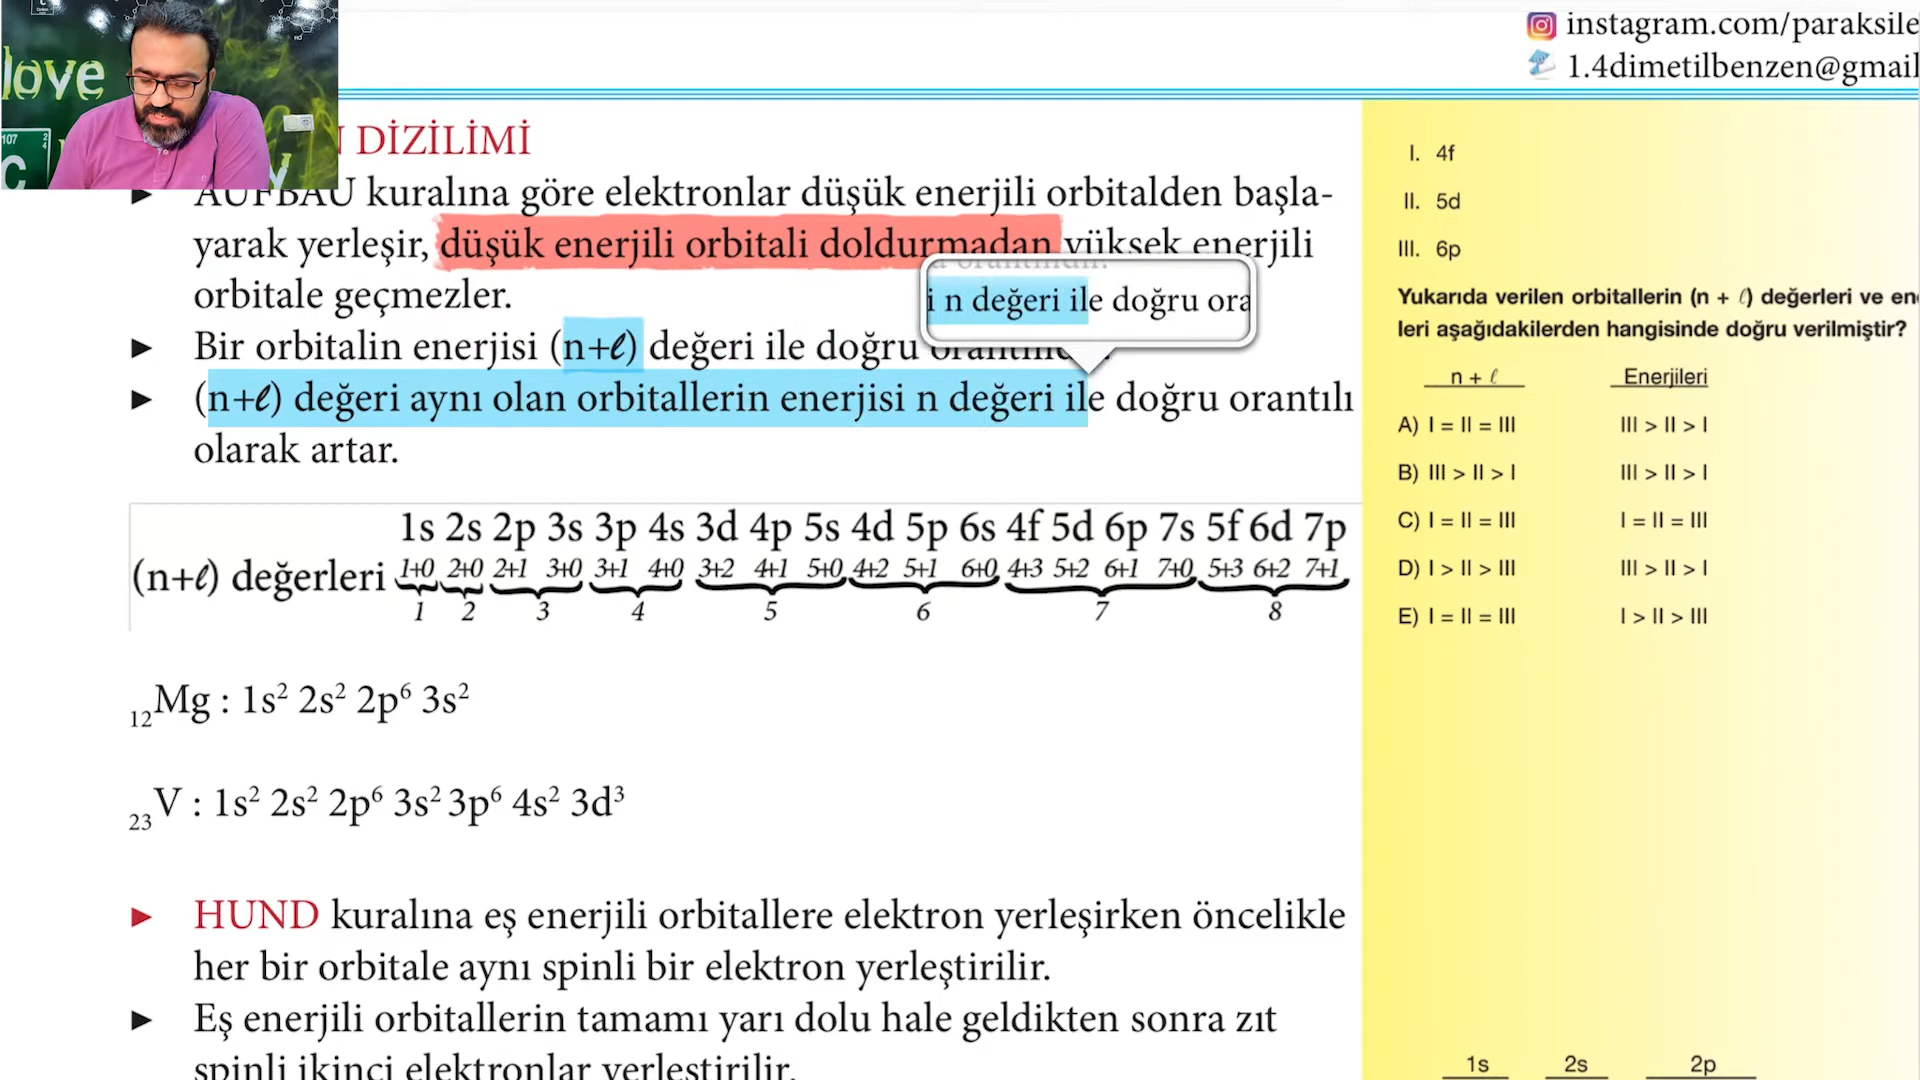 instagram.com/paraksile
1.4dimetilbenzen@gmail
love
107
C
DİZİLİMİ
► AUFBAU kuralına göre elektronlar düşük enerjili orbitalden başla-
yarak yerleşir, düşük enerjili orbitali doldurmadan yüksek enerjili
orbitale geçmezler.
i n değeri ile doğru ora
► Bir orbitalin enerjisi (n+ℓ) değeri ile doğru orantılıdır.
► (n+ℓ) değeri aynı olan orbitallerin enerjisi n değeri ile doğru orantılı
olarak artar.
1s 2s 2p 3s 3p 4s 3d 4p 5s 4d 5p 6s 4f 5d 6p 7s 5f 6d 7p
(n+ℓ) değerleri 1+0 2+0 2+1 3+0 3+1 4+0 3+2 4+1 5+0 4+2 5+1 6+0 4+3 5+2 6+1 7+0 5+3 6+2 7+1
1 2 3 4 5 6 7 8
₁₂Mg : 1s² 2s² 2p⁶ 3s²
₂₃V : 1s² 2s² 2p⁶ 3s² 3p⁶ 4s² 3d³
► HUND kuralına eş enerjili orbitallere elektron yerleşirken öncelikle
her bir orbitale aynı spinli bir elektron yerleştirilir.
► Eş enerjili orbitallerin tamamı yarı dolu hale geldikten sonra zıt
spinli ikinci elektronlar yerleştirilir.
I. 4f
II. 5d
III. 6p
Yukarıda verilen orbitallerin (n + ℓ) değerleri ve en
leri aşağıdakilerden hangisinde doğru verilmiştir?
n + ℓ Enerjileri
A) I = II = III III > II > I
B) III > II > I III > II > I
C) I = II = III I = II = III
D) I > II > III III > II > I
E) I = II = III I > II > III
1s 2s 2p